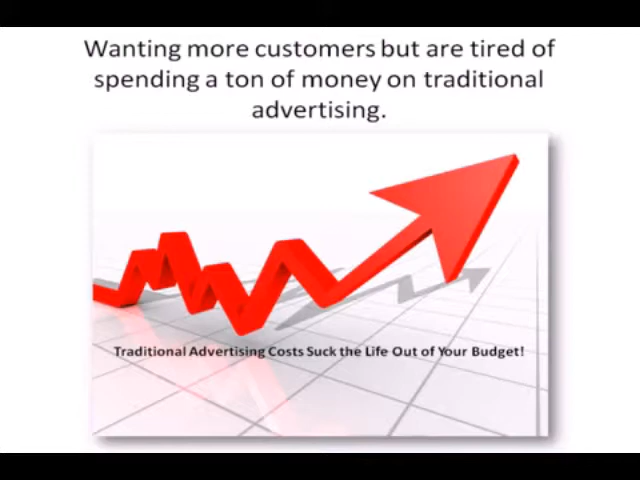 Wanting more customers but are tired of
spending a ton of money on traditional
advertising.
Traditional Advertising Costs Suck the Life Out of Your Budget!